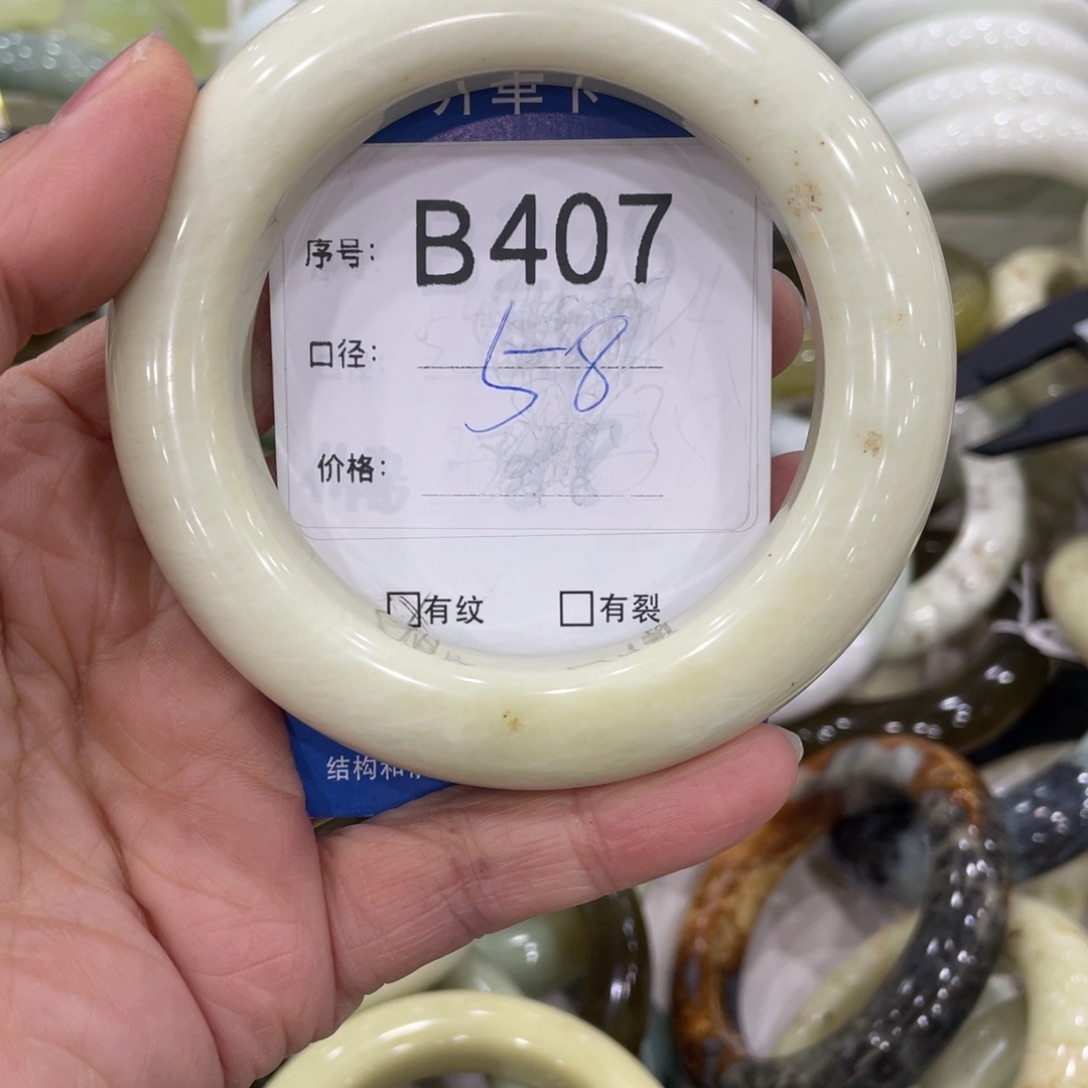 序号: B407
口径: 58
价格:
☐有纹 ☐有裂
结构和